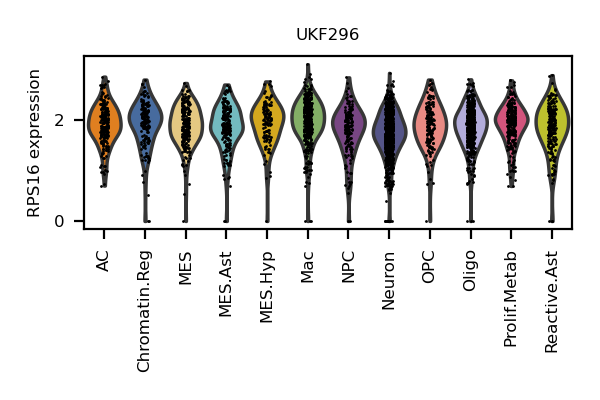 UKF296
RPS16 expression
2
0
AC
Chromatin.Reg
MES
MES.Ast
MES.Hyp
Mac
NPC
Neuron
OPC
Oligo
Prolif.Metab
Reactive.Ast